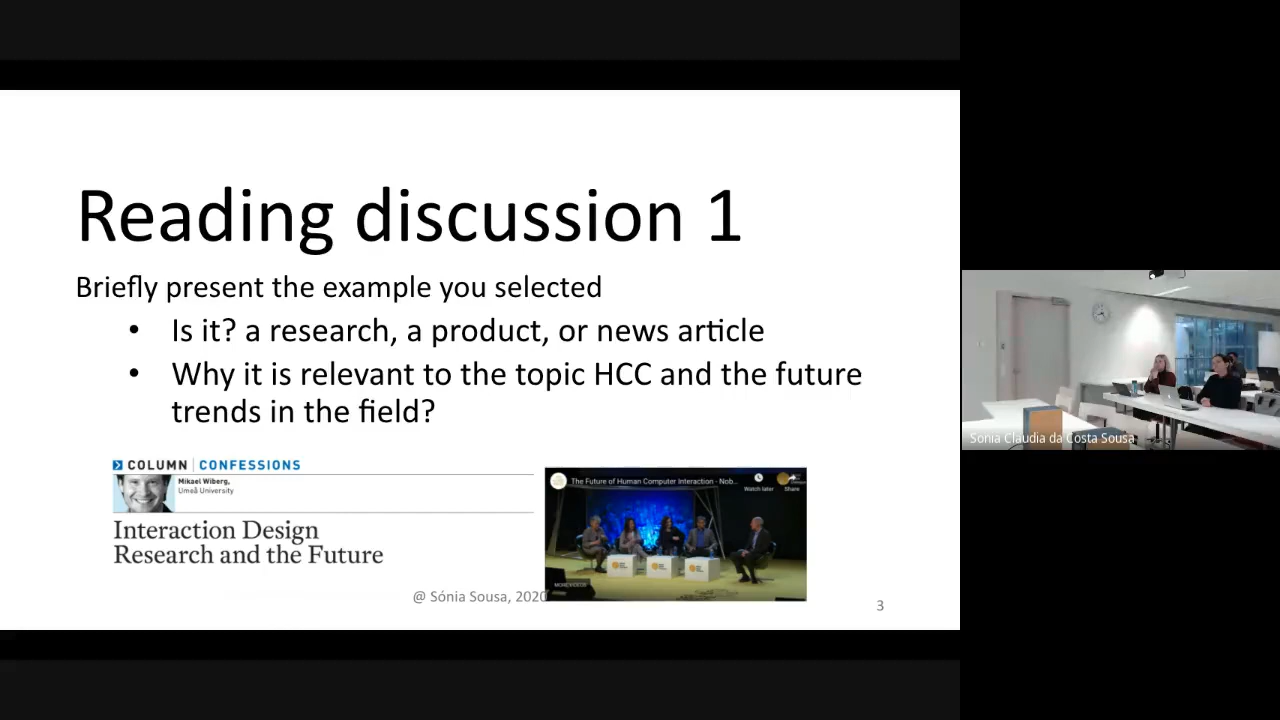 Reading discussion 1
Briefly present the example you selected
• Is it? a research, a product, or news article
• Why it is relevant to the topic HCC and the future
trends in the field?
COLUMN | CONFESSIONS
Mikael Wiberg,
Umeå University
Interaction Design
Research and the Future
The Future of Human Computer Interaction - Nob...
Watch later
Share
MORE VIDEOS
@ Sónia Sousa, 2020
3
Sonia Claudia da Costa Sousa